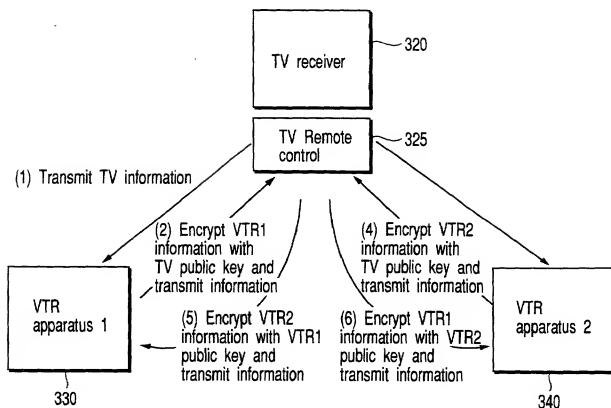 TV receiver
320
TV Remote
control
325
(1) Transmit TV information
(2) Encrypt VTR1
information with
TV public key and
transmit information
(4) Encrypt VTR2
information with
TV public key and
transmit information
VTR
apparatus 1
330
(5) Encrypt VTR2
information with VTR1
public key and
transmit information
(6) Encrypt VTR1
information with VTR2
public key and
transmit information
VTR
apparatus 2
340